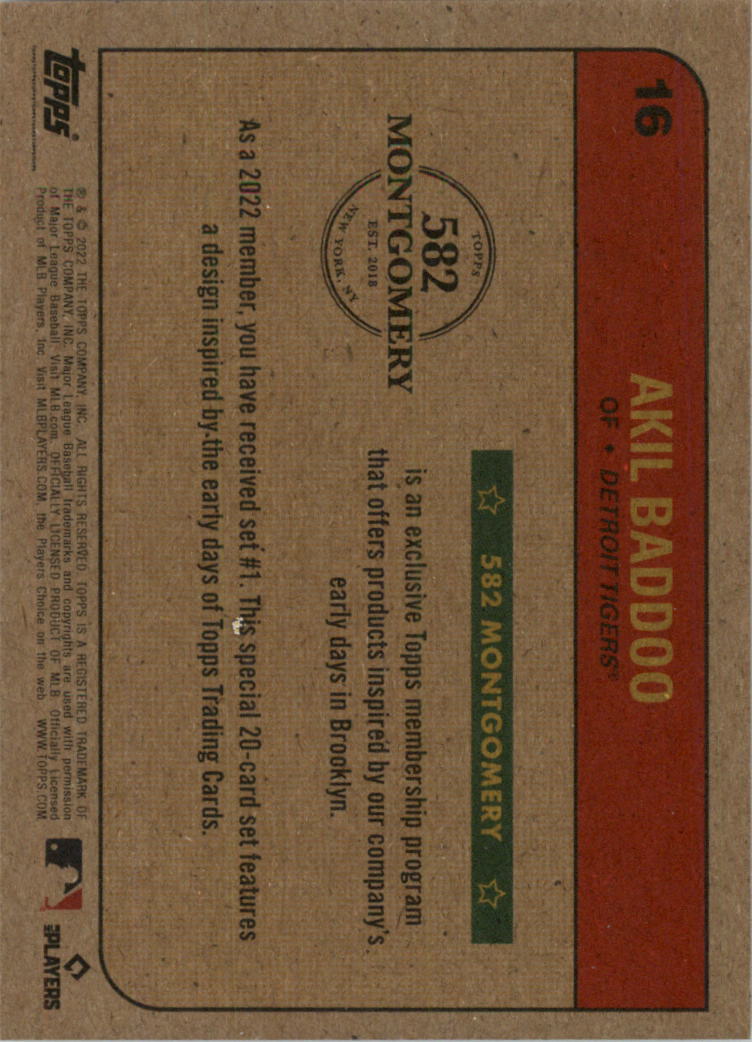 16
AKIL BADDOO
OF ♦ DETROIT TIGERS®
TOPPS
582
MONTGOMERY
EST. 2018
NEW YORK, NY
☆ 582 MONTGOMERY ☆
is an exclusive Topps membership program
that offers products inspired by our company's
early days in Brooklyn.
As a 2022 member, you have received set #1. This special 20-card set features
a design inspired by the early days of Topps Trading Cards.
topps®
® & © 2022 THE TOPPS COMPANY, INC. ALL RIGHTS RESERVED. TOPPS IS A REGISTERED TRADEMARK OF
THE TOPPS COMPANY, INC. Major League Baseball Trademarks and copyrights are used with permission
of Major League Baseball. Visit MLB.com. OFFICIALLY LICENSED PRODUCT OF MLB Officially Licensed
Product of MLB Players, Inc. Visit MLBPLAYERS.COM, the Players Choice on the web. WWW.TOPPS.COM
MLB PLAYERS